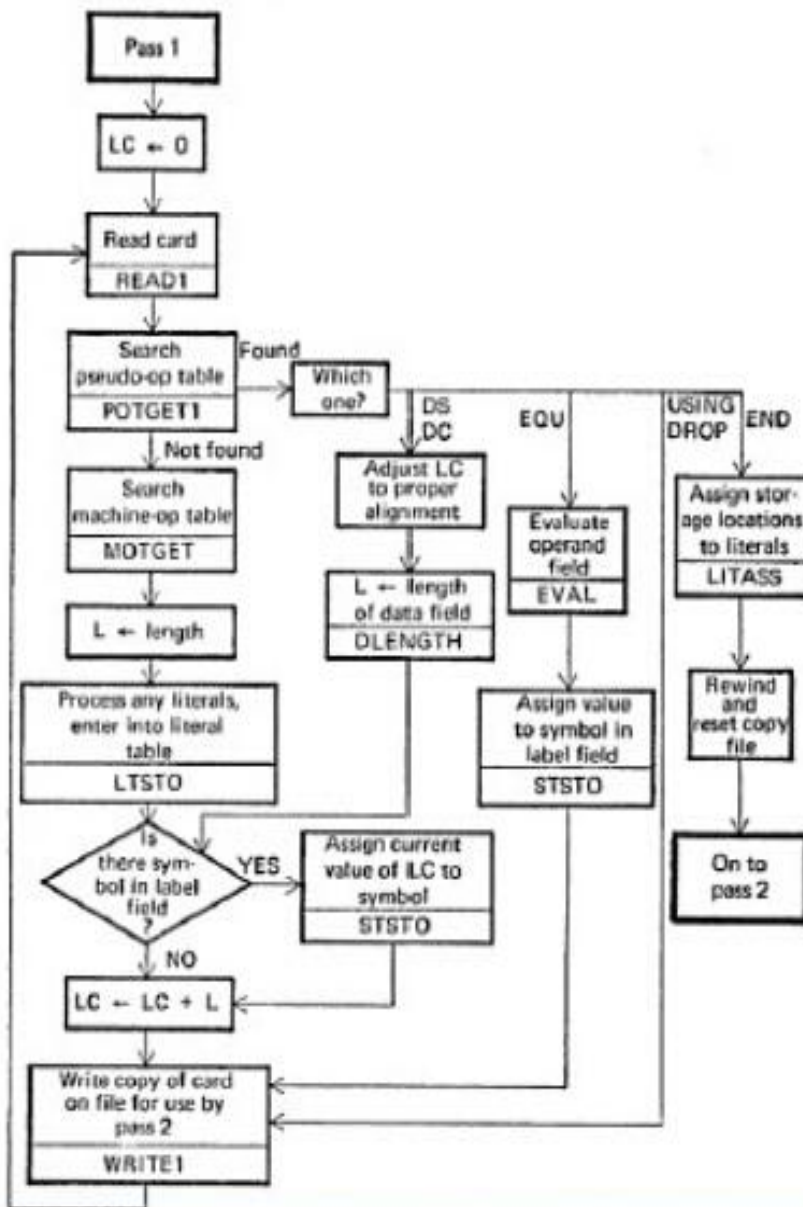 Pass 1
LC ← 0
Read card
READ1
Search
pseudo-op table
POTGET1
Found
Which
one?
DS
DC
EQU
USING
DROP
END
Not found
Search
machine-op table
MOTGET
Adjust LC
to proper
alignment
Evaluate
operand
field
EVAL
Assign stor-
age locations
to literals
LITASS
L ← length
L ← length
of data field
DLENGTH
Process any literals,
enter into literal
table
LTSTO
Assign value
to symbol in
label field
STSTO
Rewind
and
reset copy
file
Is
there sym-
bol in label
field
?
YES
Assign current
value of ILC to
symbol
STSTO
On to
pass 2
NO
LC ← LC + L
Write copy of card
on file for use by
pass 2
WRITE1